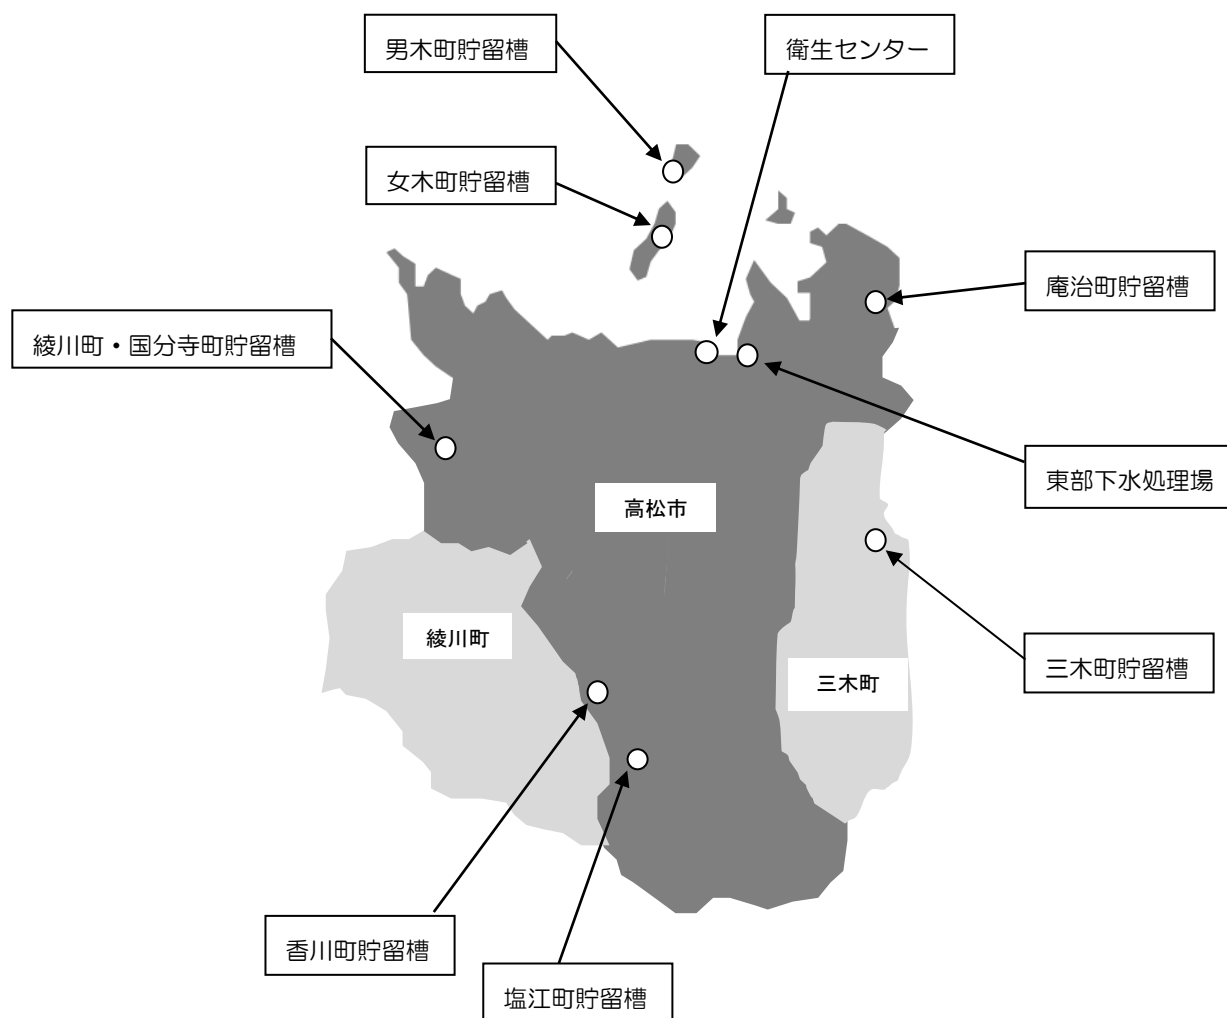 男木町貯留槽
衛生センター
女木町貯留槽
庵治町貯留槽
綾川町・国分寺町貯留槽
東部下水処理場
高松市
綾川町
三木町貯留槽
三木町
香川町貯留槽
塩江町貯留槽